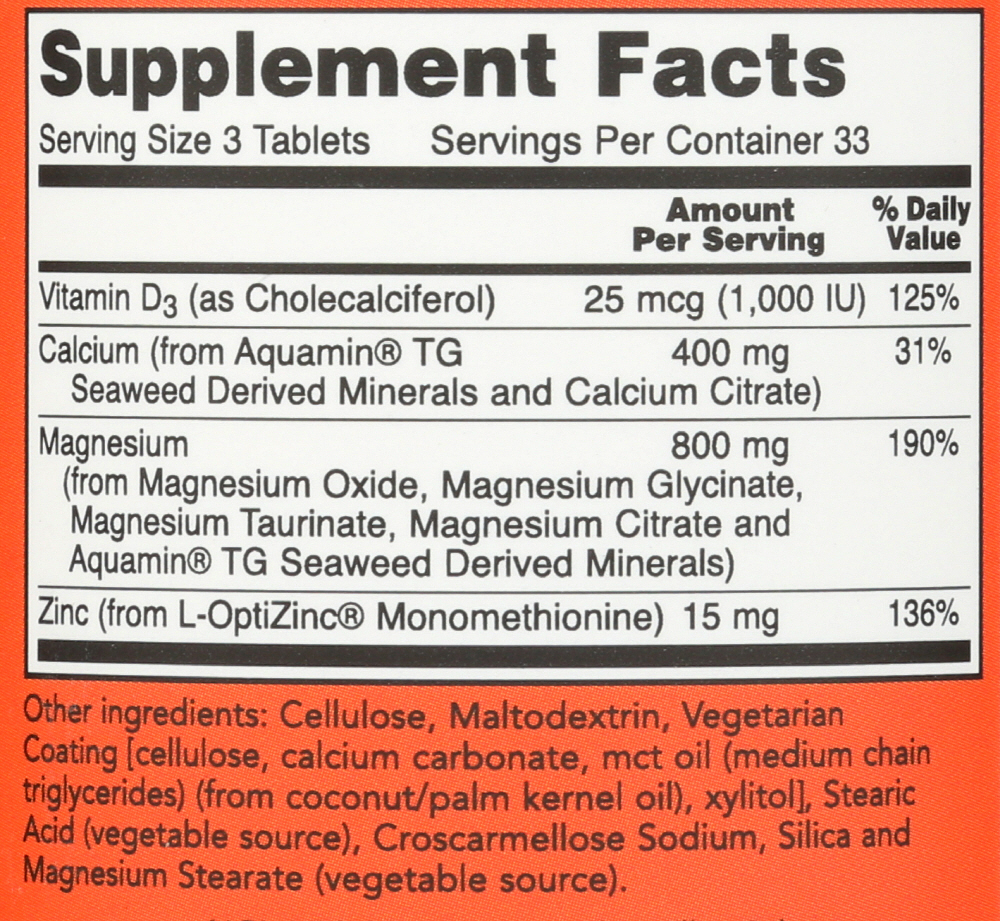 Supplement Facts
Serving Size 3 Tablets Servings Per Container 33
Amount Per Serving % Daily Value
Vitamin D3 (as Cholecalciferol) 25 mcg (1,000 IU) 125%
Calcium (from Aquamin® TG 400 mg 31%
Seaweed Derived Minerals and Calcium Citrate)
Magnesium 800 mg 190%
(from Magnesium Oxide, Magnesium Glycinate,
Magnesium Taurinate, Magnesium Citrate and
Aquamin® TG Seaweed Derived Minerals)
Zinc (from L-OptiZinc® Monomethionine) 15 mg 136%
Other ingredients: Cellulose, Maltodextrin, Vegetarian
Coating [cellulose, calcium carbonate, mct oil (medium chain
triglycerides) (from coconut/palm kernel oil), xylitol], Stearic
Acid (vegetable source), Croscarmellose Sodium, Silica and
Magnesium Stearate (vegetable source).